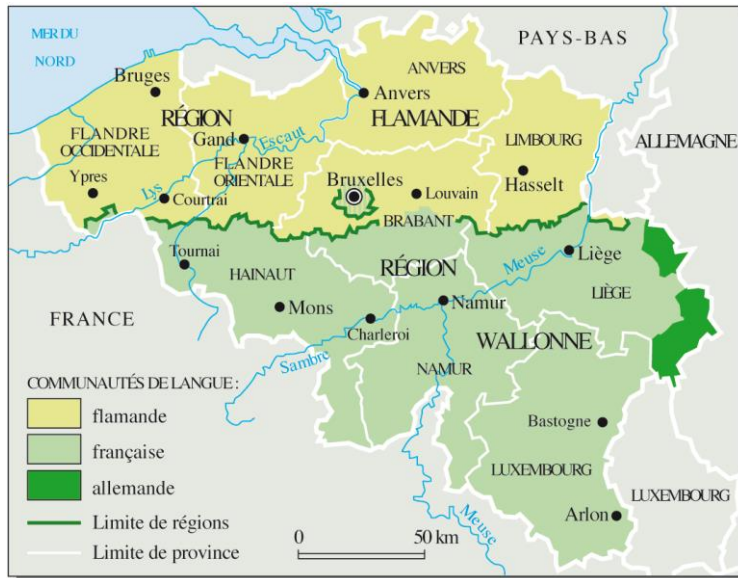 MER DU
NORD
PAYS-BAS
Bruges
ANVERS
Anvers
RÉGION
FLAMANDE
FLANDRE
OCCIDENTALE
Gand
Escaut
FLANDRE
ORIENTALE
LIMBOURG
ALLEMAGNE
Ypres
Lys
Courtrai
Bruxelles
Louvain
Hasselt
BRABANT
Tournai
HAINAUT
RÉGION
Meuse
Liège
LIÈGE
Mons
Namur
FRANCE
Charleroi
WALLONNE
Sambre
NAMUR
COMMUNAUTÉS DE LANGUE :
flamande
française
allemande
Limite de régions
Limite de province
Bastogne
LUXEMBOURG
LUXEMBOURG
Arlon
Meuse
0 50 km